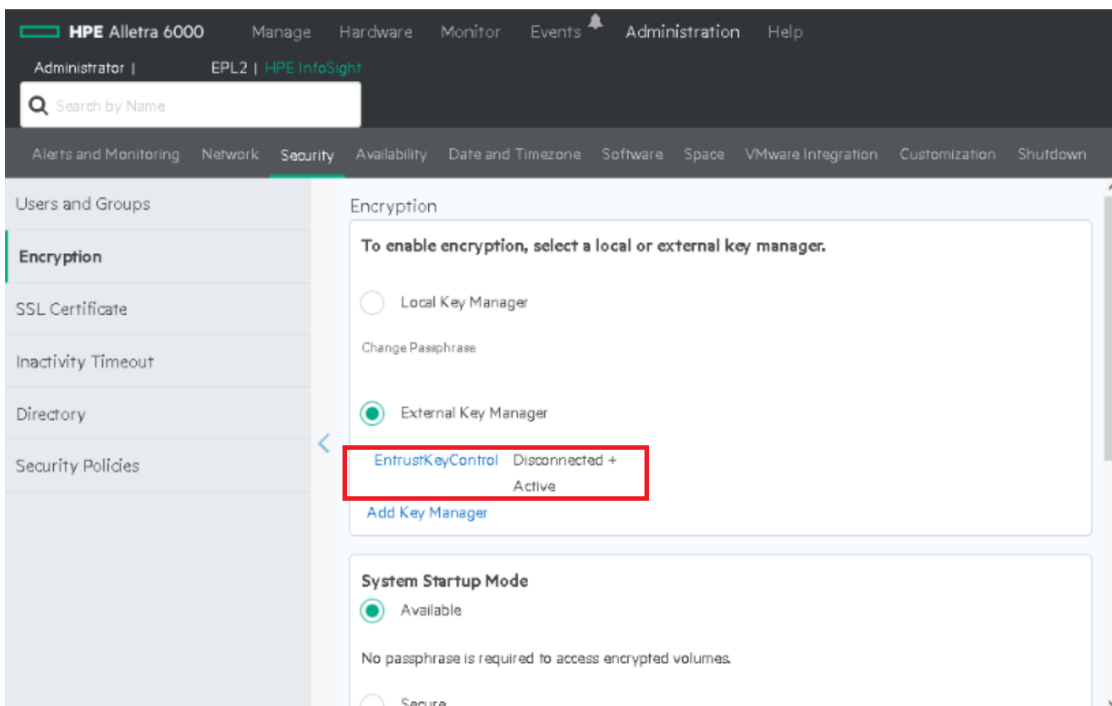 HPE Alletra 6000 Manage Hardware Monitor Events Administration Help
Administrator | EPL2 | HPE InfoSight
Search by Name
Alerts and Monitoring Network Security Availability Date and Timezone Software Space VMware Integration Customization Shutdown
Users and Groups
Encryption
SSL Certificate
Inactivity Timeout
Directory
Security Policies
Encryption
To enable encryption, select a local or external key manager.
Local Key Manager
Change Passphrase
External Key Manager
EntrustKeyControl Disconnected +
Active
Add Key Manager
System Startup Mode
Available
No passphrase is required to access encrypted volumes.
Secure